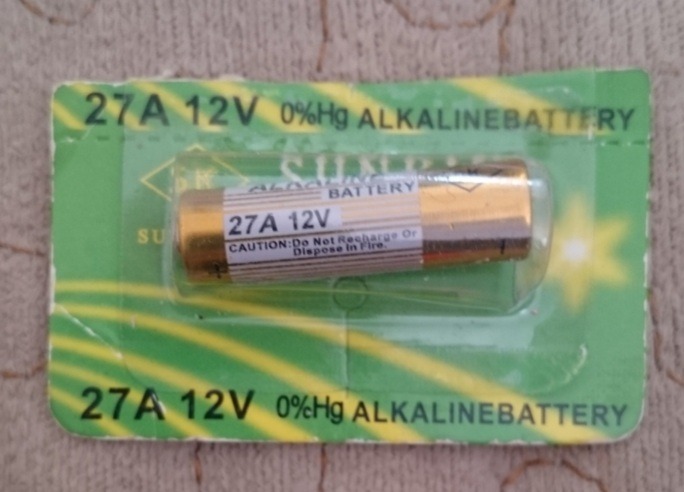 27A 12V 0%Hg ALKALINEBATTERY
SK
BATTERY
27A 12V
CAUTION:Do Not Recharge Or
Dispose In Fire.
27A 12V 0%Hg ALKALINEBATTERY